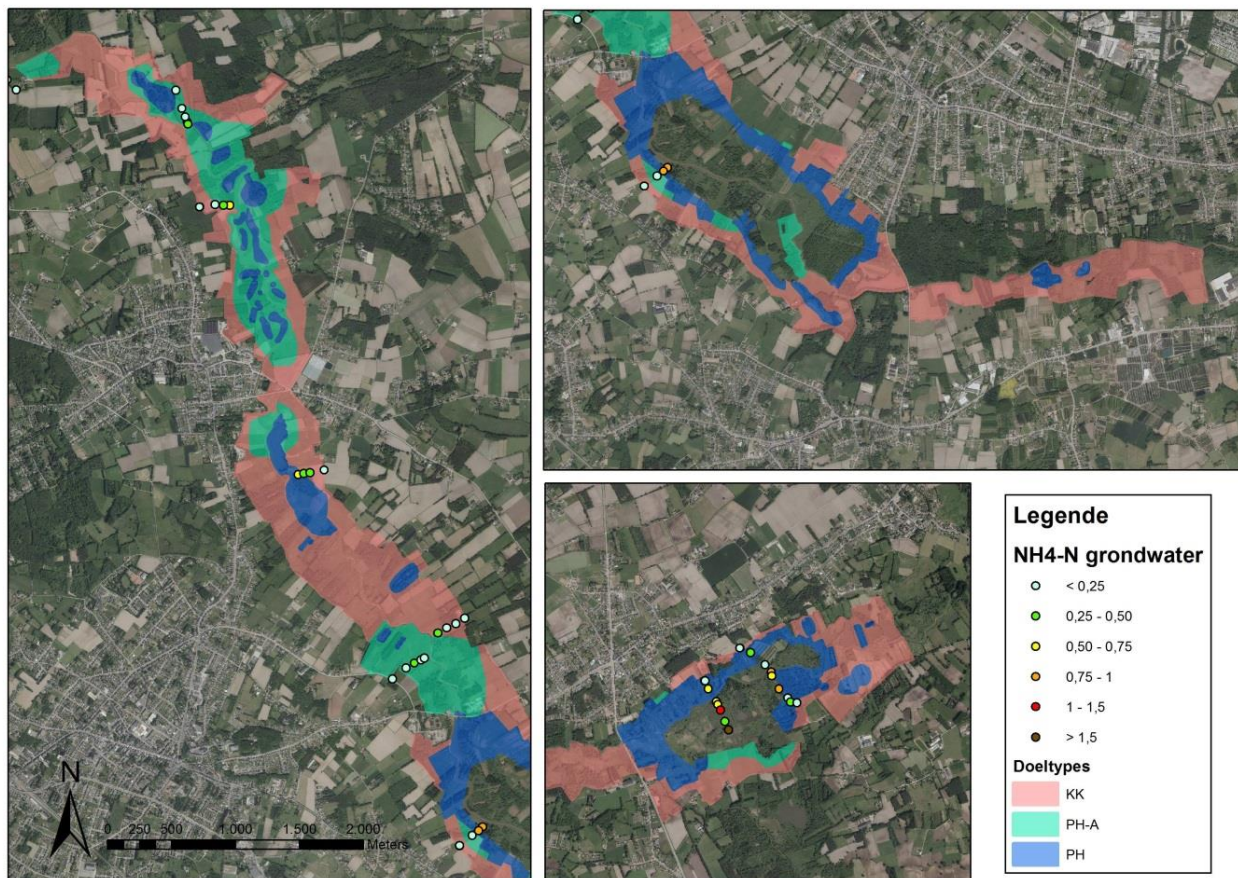 N
0 250 500 1.000 1.500 2.000
Meters
Legende
NH4-N grondwater
< 0,25
0,25 - 0,50
0,50 - 0,75
0,75 - 1
1 - 1,5
> 1,5
Doeltypes
KK
PH-A
PH